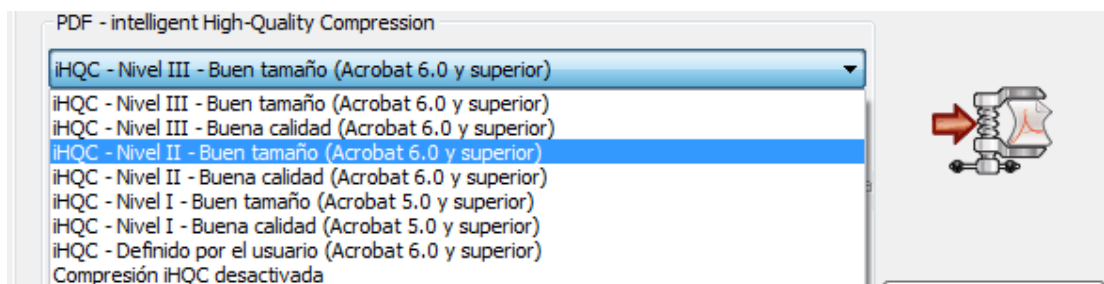 PDF - intelligent High-Quality Compression
iHQC - Nivel III - Buen tamaño (Acrobat 6.0 y superior)
iHQC - Nivel III - Buen tamaño (Acrobat 6.0 y superior)
iHQC - Nivel III - Buena calidad (Acrobat 6.0 y superior)
iHQC - Nivel II - Buen tamaño (Acrobat 6.0 y superior)
iHQC - Nivel II - Buena calidad (Acrobat 6.0 y superior)
iHQC - Nivel I - Buen tamaño (Acrobat 5.0 y superior)
iHQC - Nivel I - Buena calidad (Acrobat 5.0 y superior)
iHQC - Definido por el usuario (Acrobat 6.0 y superior)
Compresión iHQC desactivada